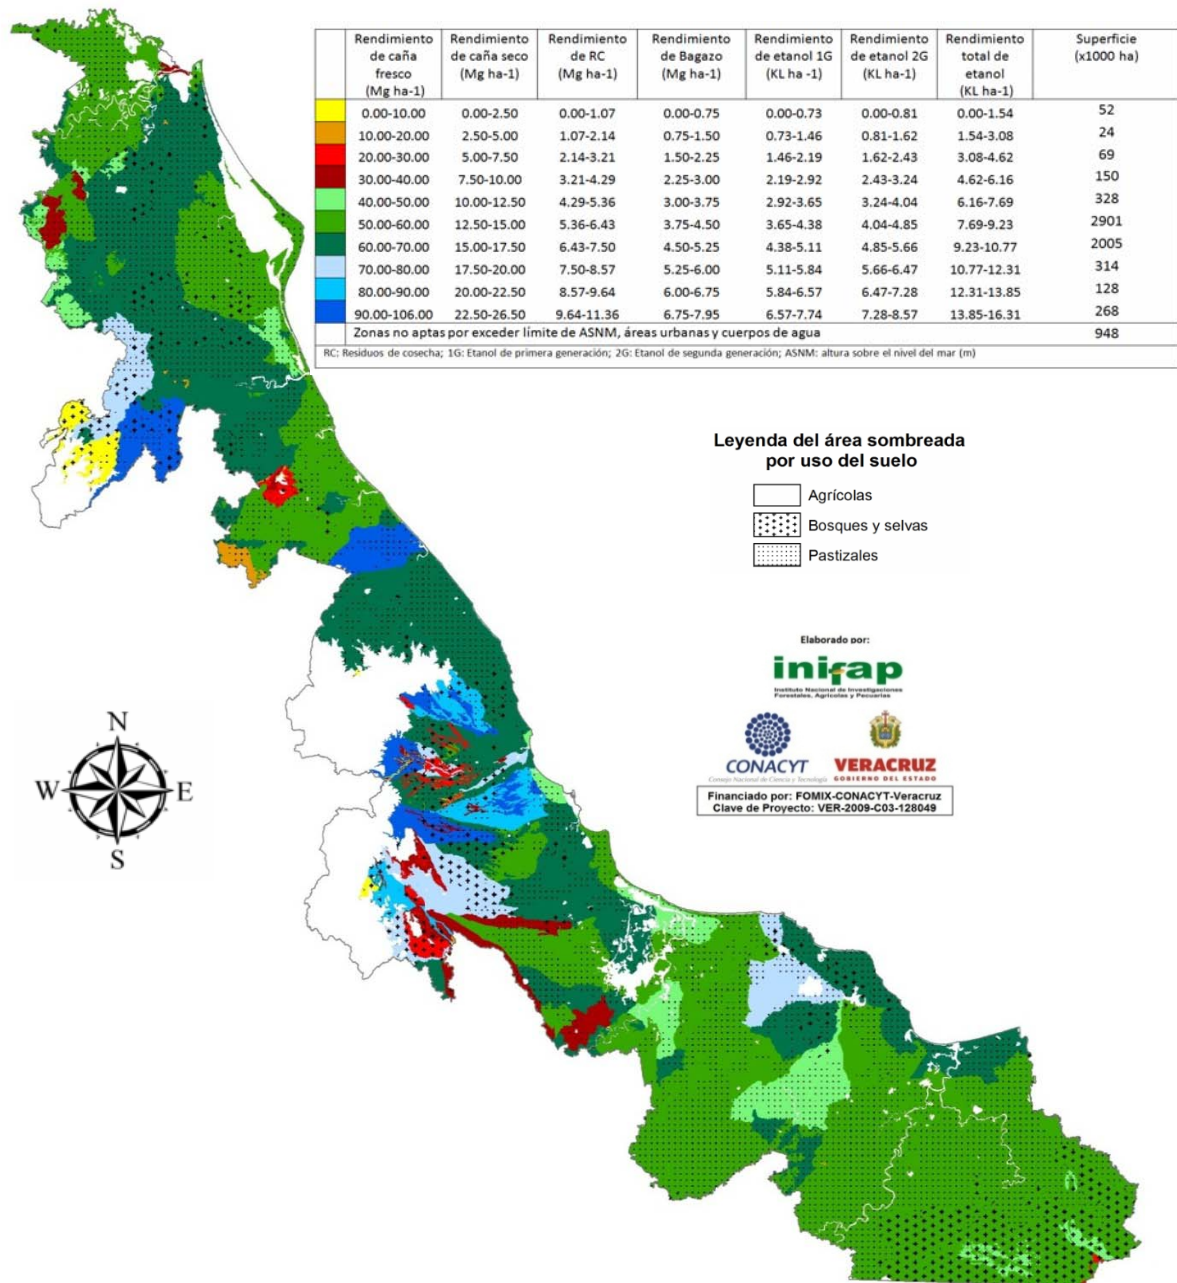 Rendimiento de caña fresco (Mg ha-1) Rendimiento de caña seco (Mg ha-1) Rendimiento de RC (Mg ha-1) Rendimiento de Bagazo (Mg ha-1) Rendimiento de etanol 1G (KL ha -1) Rendimiento de etanol 2G (KL ha-1) Rendimiento total de etanol (KL ha-1) Superficie (x1000 ha)
0.00-10.00 0.00-2.50 0.00-1.07 0.00-0.75 0.00-0.73 0.00-0.81 0.00-1.54 52
10.00-20.00 2.50-5.00 1.07-2.14 0.75-1.50 0.73-1.46 0.81-1.62 1.54-3.08 24
20.00-30.00 5.00-7.50 2.14-3.21 1.50-2.25 1.46-2.19 1.62-2.43 3.08-4.62 69
30.00-40.00 7.50-10.00 3.21-4.29 2.25-3.00 2.19-2.92 2.43-3.24 4.62-6.16 150
40.00-50.00 10.00-12.50 4.29-5.36 3.00-3.75 2.92-3.65 3.24-4.04 6.16-7.69 328
50.00-60.00 12.50-15.00 5.36-6.43 3.75-4.50 3.65-4.38 4.04-4.85 7.69-9.23 2901
60.00-70.00 15.00-17.50 6.43-7.50 4.50-5.25 4.38-5.11 4.85-5.66 9.23-10.77 2005
70.00-80.00 17.50-20.00 7.50-8.57 5.25-6.00 5.11-5.84 5.66-6.47 10.77-12.31 314
80.00-90.00 20.00-22.50 8.57-9.64 6.00-6.75 5.84-6.57 6.47-7.28 12.31-13.85 128
90.00-106.00 22.50-26.50 9.64-11.36 6.75-7.95 6.57-7.74 7.28-8.57 13.85-16.31 268
Zonas no aptas por exceder límite de ASNM, áreas urbanas y cuerpos de agua 948
RC: Residuos de cosecha; 1G: Etanol de primera generación; 2G: Etanol de segunda generación; ASNM: altura sobre el nivel del mar (m)
Leyenda del área sombreada
por uso del suelo
Agrícolas
Bosques y selvas
Pastizales
Elaborado por:
inifap
Instituto Nacional de Investigaciones
Forestales, Agrícolas y Pecuarias
CONACYT
Consejo Nacional de Ciencia y Tecnología
VERACRUZ
GOBIERNO DEL ESTADO
Financiado por: FOMIX-CONACYT-Veracruz
Clave de Proyecto: VER-2009-C03-128049
N
W E
S